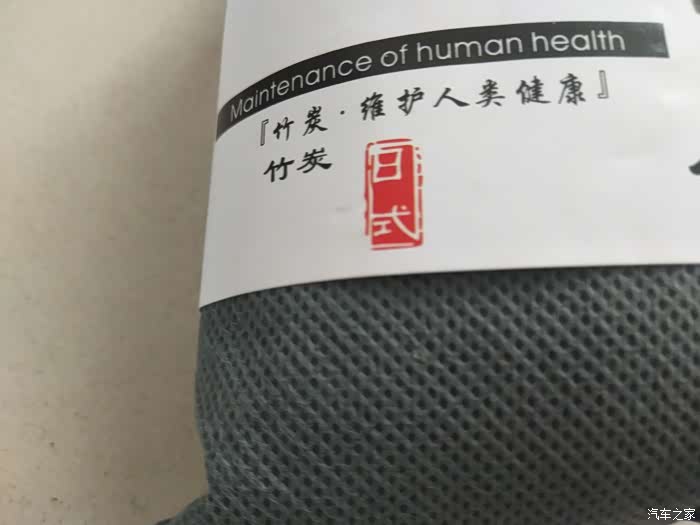 Maintenance of human health
『竹炭·维护人类健康』
竹炭
日式
汽车之家